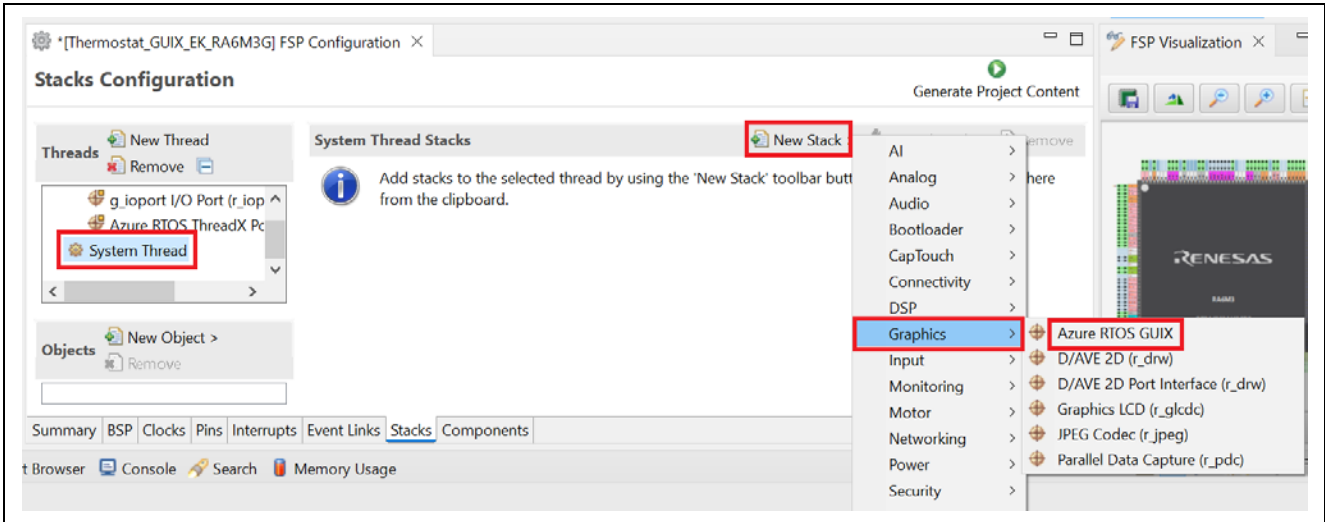 *[Thermostat_GUIX_EK_RA6M3G] FSP Configuration
FSP Visualization
Stacks Configuration
Generate Project Content
Threads
New Thread
Remove
System Thread Stacks
New Stack
emove
Add stacks to the selected thread by using the 'New Stack' toolbar butt
here
from the clipboard.
g_ioport I/O Port (r_iop
Azure RTOS ThreadX Po
System Thread
Objects
New Object >
Remove
AI
Analog
Audio
Bootloader
CapTouch
Connectivity
DSP
Graphics
Input
Monitoring
Motor
Networking
Power
Security
Azure RTOS GUIX
D/AVE 2D (r_drw)
D/AVE 2D Port Interface (r_drw)
Graphics LCD (r_glcdc)
JPEG Codec (r_jpeg)
Parallel Data Capture (r_pdc)
RENESAS
Summary BSP Clocks Pins Interrupts Event Links Stacks Components
t Browser Console Search Memory Usage